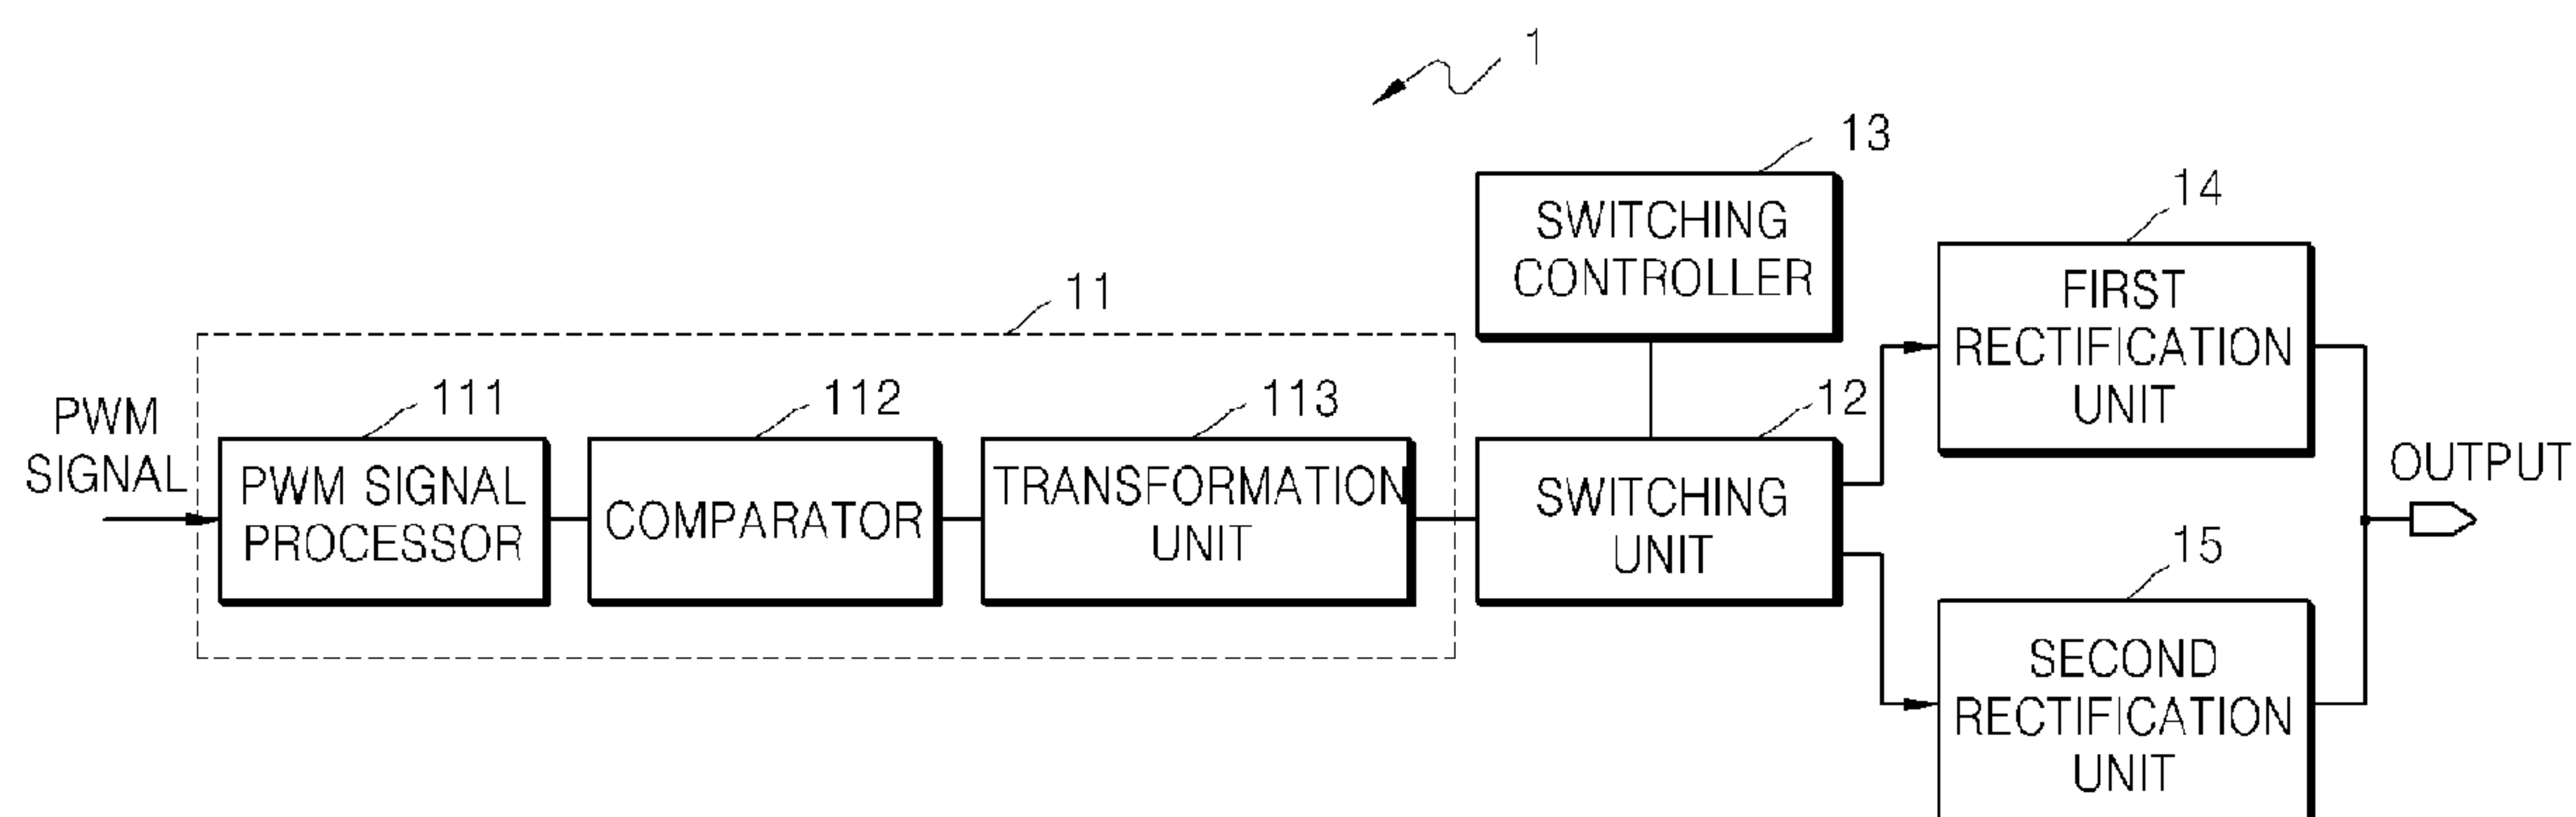 1
13
SWITCHING
CONTROLLER
14
FIRST
RECTIFICATION
UNIT
11
PWM
SIGNAL
111
PWM SIGNAL
PROCESSOR
112
COMPARATOR
113
TRANSFORMATION
UNIT
12
SWITCHING
UNIT
OUTPUT
15
SECOND
RECTIFICATION
UNIT